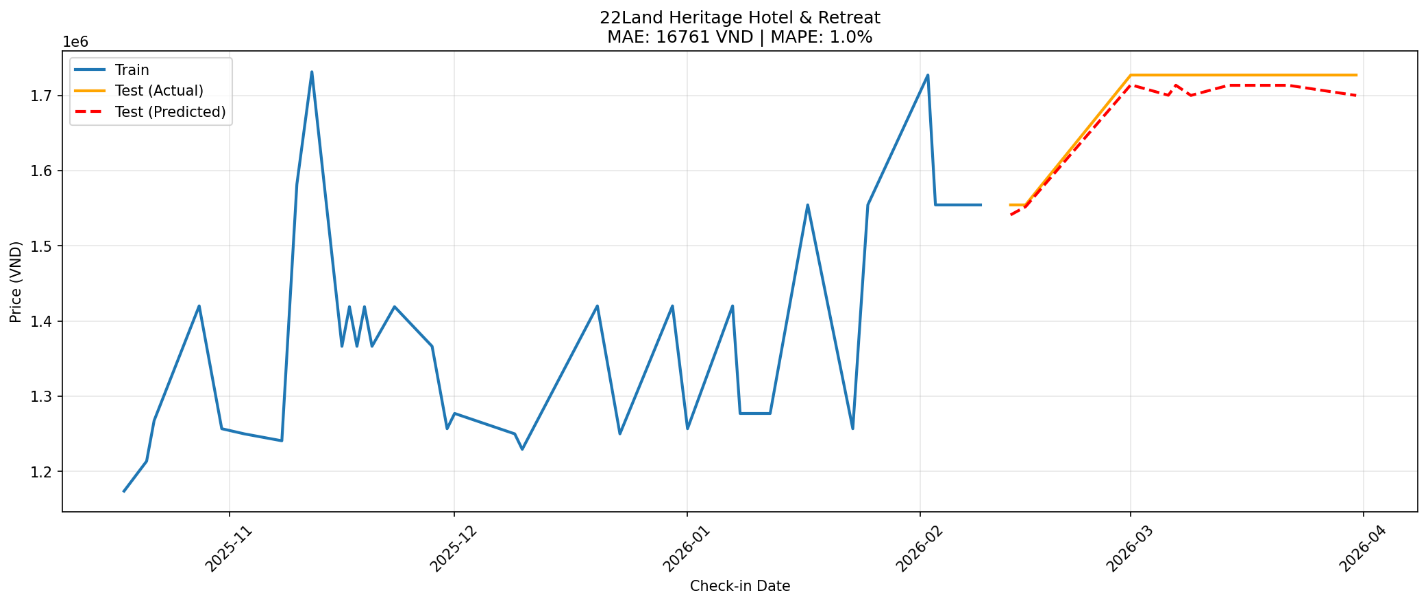 22Land Heritage Hotel & Retreat
MAE: 16761 VND | MAPE: 1.0%
1e6
Train
Test (Actual)
Test (Predicted)
1.7
1.6
1.5
1.4
1.3
1.2
Price (VND)
2025-11
2025-12
2026-01
2026-02
2026-03
2026-04
Check-in Date